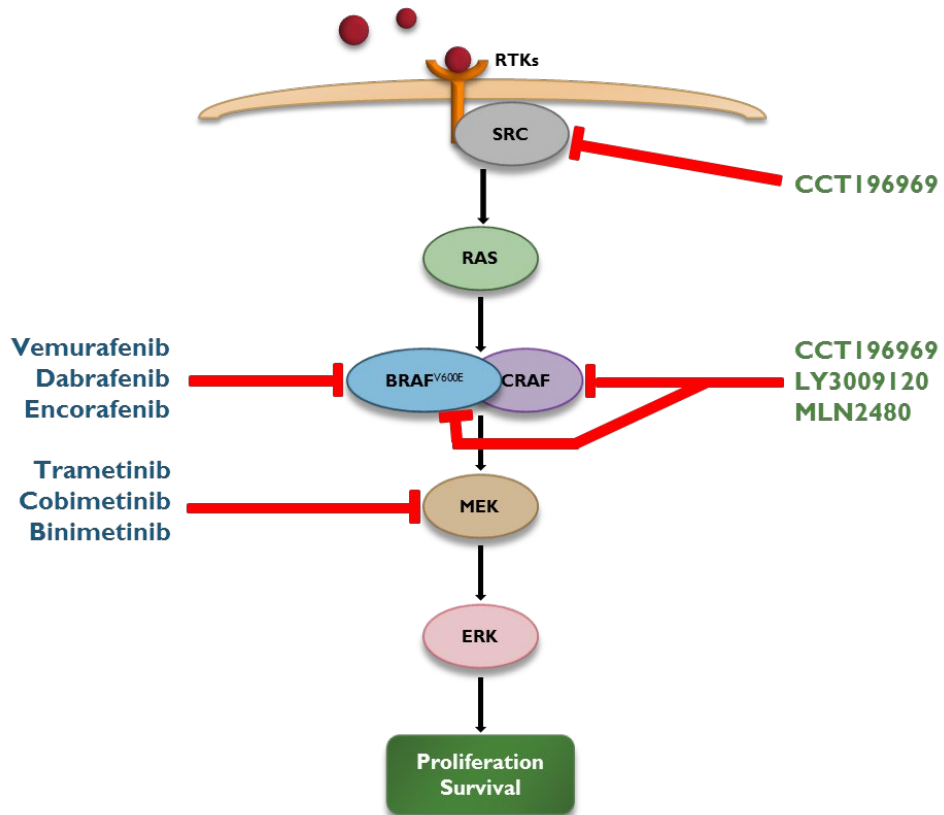 RTKs
SRC
CCT196969
RAS
Vemurafenib
Dabrafenib
Encorafenib
BRAFV600E
CRAF
CCT196969
LY3009120
MLN2480
Trametinib
Cobimetinib
Binimetinib
MEK
ERK
Proliferation
Survival